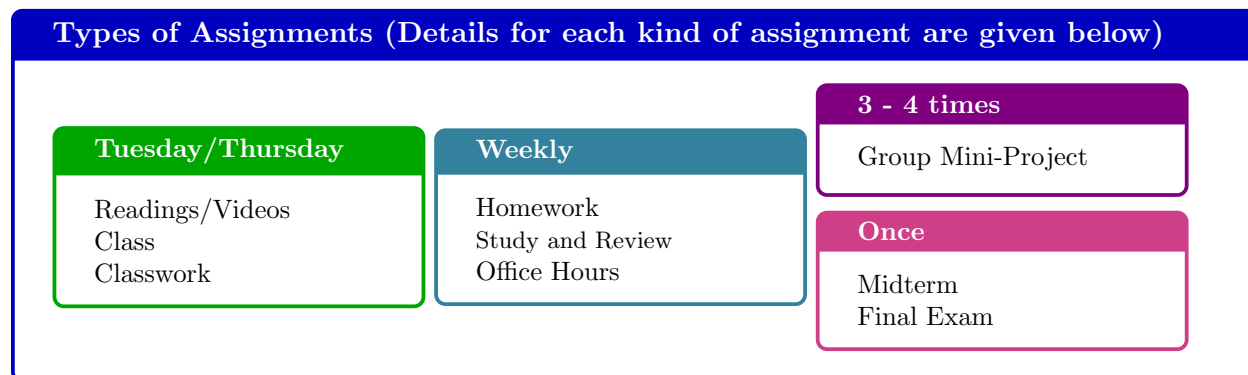 Types of Assignments (Details for each kind of assignment are given below)
Tuesday/Thursday
Readings/Videos
Class
Classwork
Weekly
Homework
Study and Review
Office Hours
3 - 4 times
Group Mini-Project
Once
Midterm
Final Exam